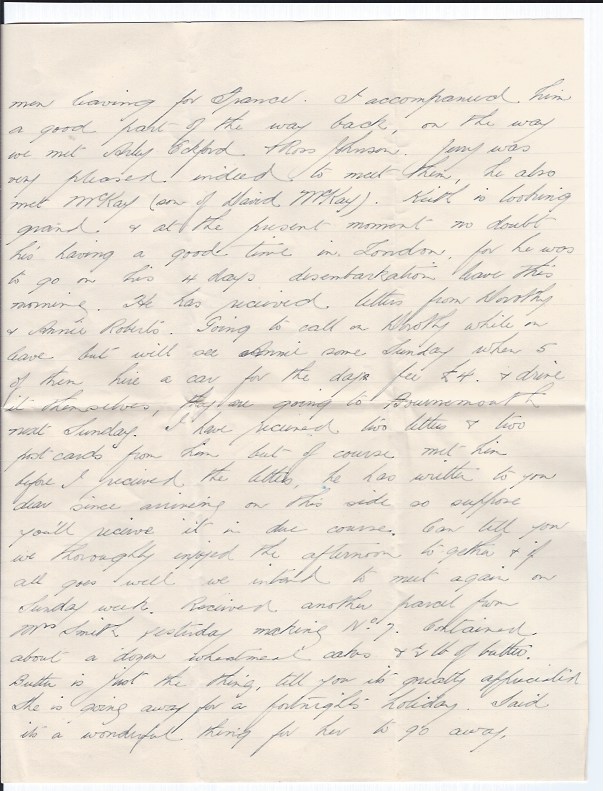 men leaving for France. I accompanied him
a good part of the way back, on the way
we met Arty Oxford & Ross Johnson. Jerry was
very pleased indeed to meet them, he also
met McKay (son of David McKay). Keith is looking
grand. & at the present moment no doubt
his having a good time in London, for he was
to go on his 4 days disembarkation leave this
morning. He has received letters from Dorothy
& Annie Roberts. Going to call on Dorothy while on
leave but will see Annie some Sunday when 5
of them hire a car for the day fee £4. & drive
it themselves, they are going to Bournemouth
next Sunday. I have received two letters & two
post cards from him but of course met him
before I received the letters, he has written to you
dear since arriving on this side so suppose
you'll receive it in due course. Can tell you
we thoroughly enjoyed the afternoon to-gether & if
all goes well we intend to meet again on
Sunday week. Received another parcel from
Mrs Smith yesterday making No 7. Contained
about a dozen wheatmeal cakes & ½ lb of butter.
Butter is just the thing, tell you its greatly appreciated
She is going away for a fortnight's holiday. Said
it's a wonderful thing for her to go away,